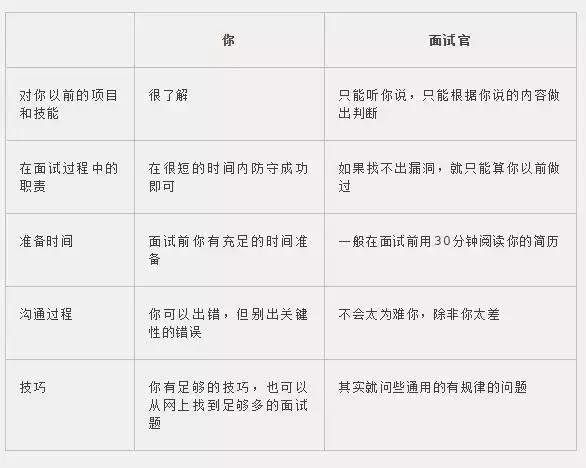 你
面试官
对你以前的项目
和技能
很了解
只能听你说，只能根据你说的内容做
出判断
在面试过程中的
职责
在很短的时间内防守成功
即可
如果找不出漏洞，就只能算你以前做
过
准备时间
面试前你有充足的时间准
备
一般在面试前用30分钟阅读你的简历
沟通过程
你可以出错，但别出关键
性的错误
不会太为难你，除非你太差
技巧
你有足够的技巧，也可以
从网上找到足够多的面试
题
其实就问些通用的有规律的问题